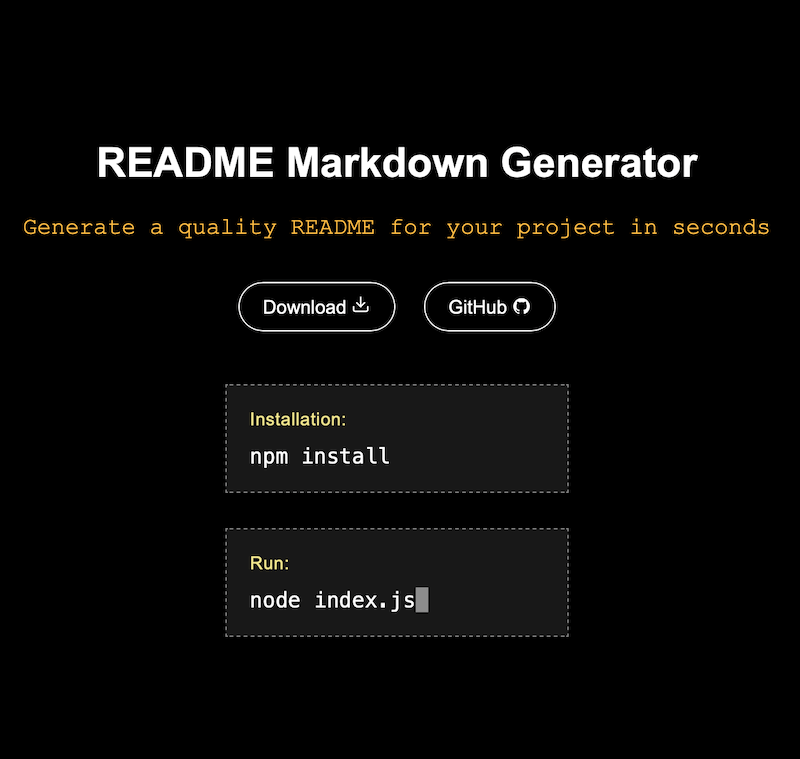 README Markdown Generator
Generate a quality README for your project in seconds
Download
GitHub
Installation:
npm install
Run:
node index.js